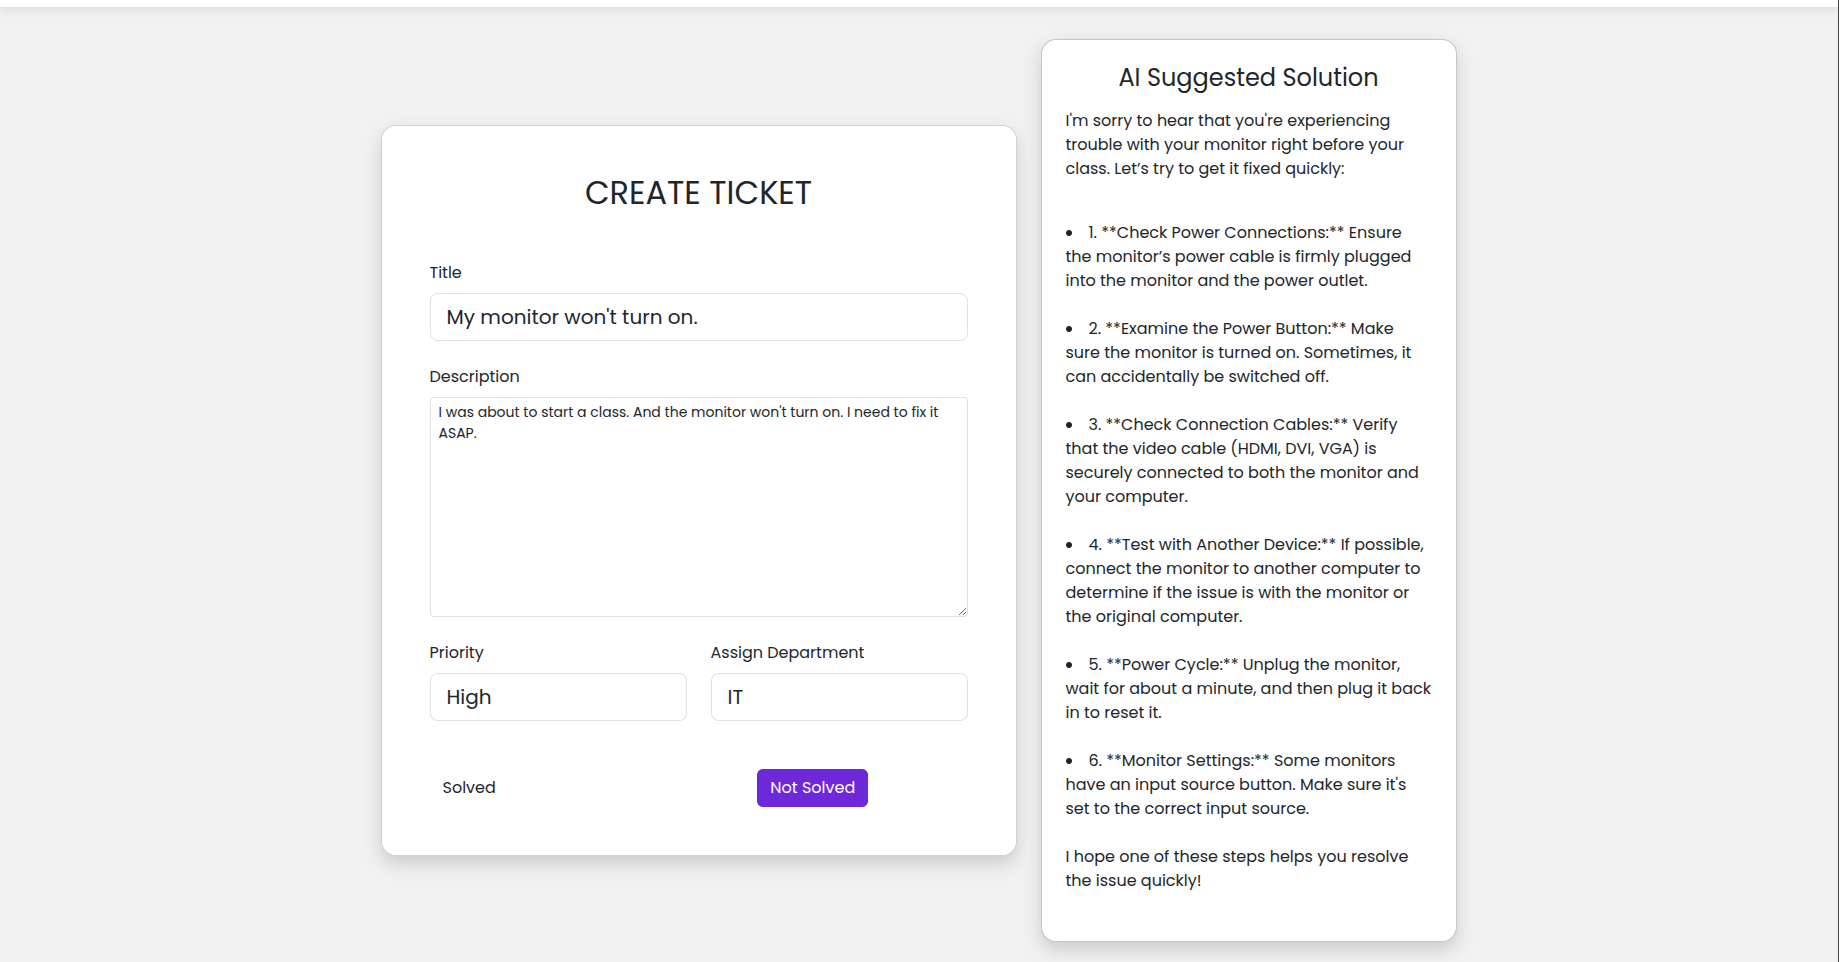 CREATE TICKET
Title
My monitor won't turn on.
Description
I was about to start a class. And the monitor won't turn on. I need to fix it
ASAP.
Priority
Assign Department
High
IT
Solved
Not Solved
AI Suggested Solution
I'm sorry to hear that you're experiencing
trouble with your monitor right before your
class. Let’s try to get it fixed quickly:
• 1. **Check Power Connections:** Ensure
the monitor’s power cable is firmly plugged
into the monitor and the power outlet.
• 2. **Examine the Power Button:** Make
sure the monitor is turned on. Sometimes, it
can accidentally be switched off.
• 3. **Check Connection Cables:** Verify
that the video cable (HDMI, DVI, VGA) is
securely connected to both the monitor and
your computer.
• 4. **Test with Another Device:** If possible,
connect the monitor to another computer to
determine if the issue is with the monitor or
the original computer.
• 5. **Power Cycle:** Unplug the monitor,
wait for about a minute, and then plug it back
in to reset it.
• 6. **Monitor Settings:** Some monitors
have an input source button. Make sure it's
set to the correct input source.
I hope one of these steps helps you resolve
the issue quickly!